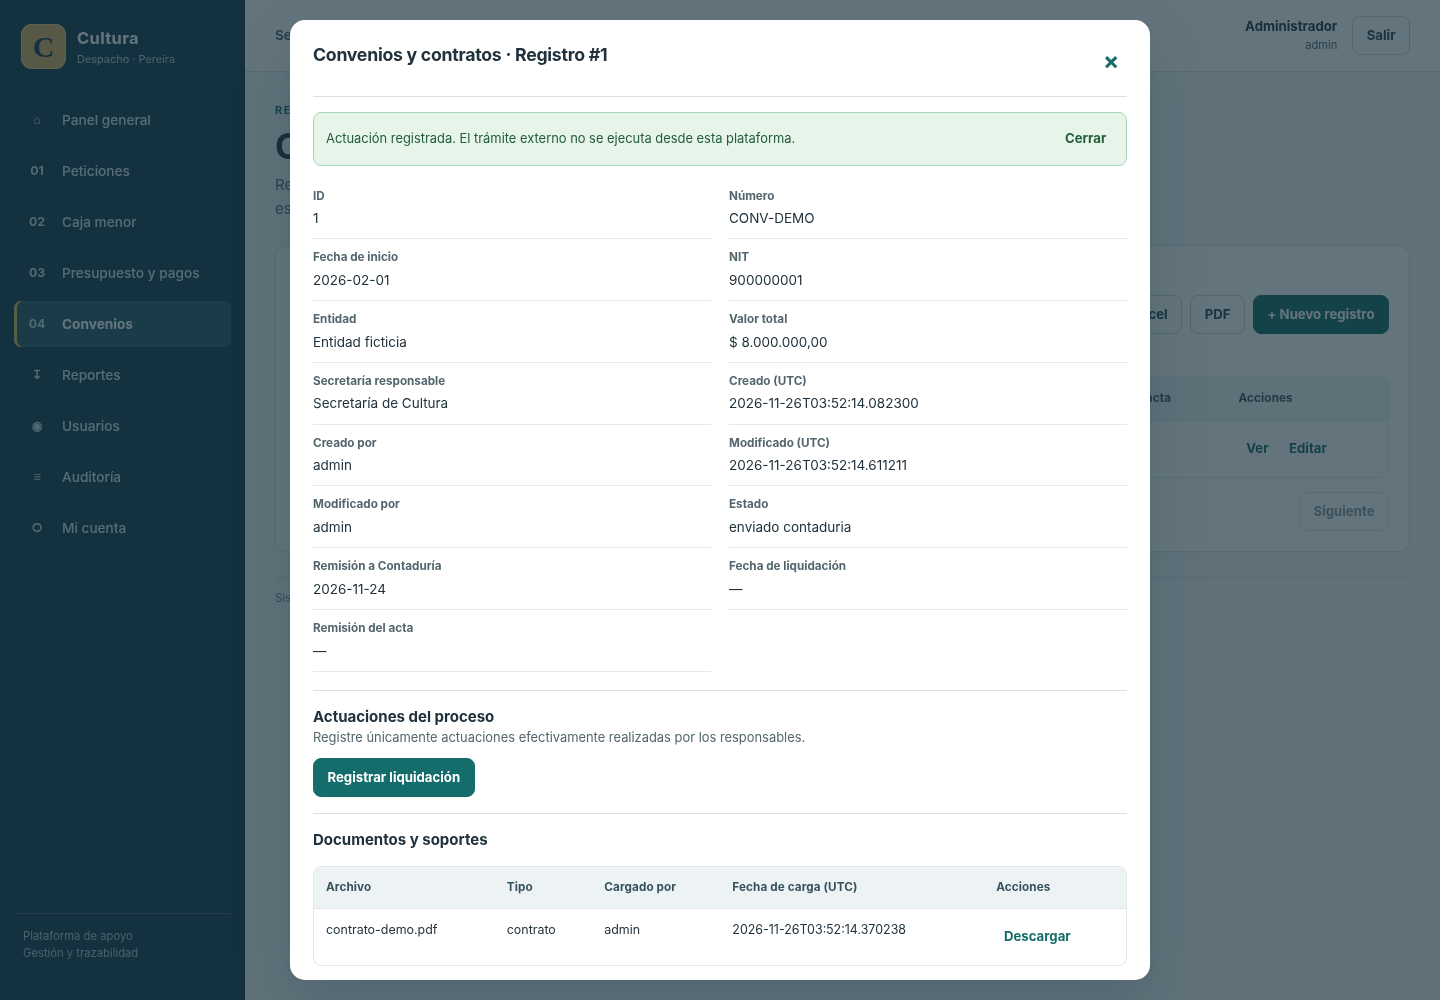 C
Cultura
Despacho · Pereira
⌂ Panel general
01 Peticiones
02 Caja menor
03 Presupuesto y pagos
04 Convenios
↧ Reportes
◉ Usuarios
≡ Auditoría
Mi cuenta
Plataforma de apoyo
Gestión y trazabilidad
Administrador
admin
Salir
PDF
+ Nuevo registro
Acciones
Ver Editar
Siguiente
Convenios y contratos · Registro #1
×
Actuación registrada. El trámite externo no se ejecuta desde esta plataforma.
Cerrar
ID
1
Número
CONV-DEMO
Fecha de inicio
2026-02-01
NIT
900000001
Entidad
Entidad ficticia
Valor total
$ 8.000.000,00
Secretaría responsable
Secretaría de Cultura
Creado (UTC)
2026-11-26T03:52:14.082300
Creado por
admin
Modificado (UTC)
2026-11-26T03:52:14.611211
Modificado por
admin
Estado
enviado contaduria
Remisión a Contaduría
2026-11-24
Fecha de liquidación
—
Remisión del acta
—
Actuaciones del proceso
Registre únicamente actuaciones efectivamente realizadas por los responsables.
Registrar liquidación
Documentos y soportes
Archivo Tipo Cargado por Fecha de carga (UTC) Acciones
contrato-demo.pdf contrato admin 2026-11-26T03:52:14.370238 Descargar